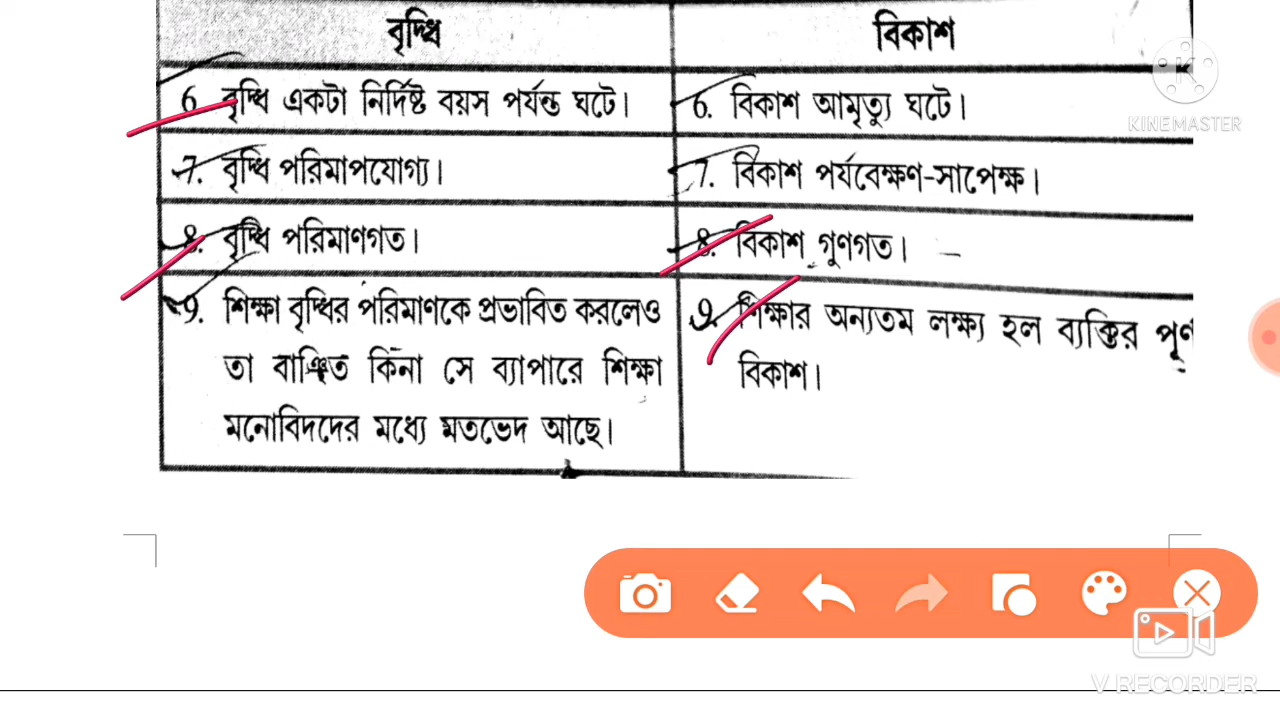 বৃদ্ধি
বিকাশ
6. বৃদ্ধি একটা নির্দিষ্ট বয়স পর্যন্ত ঘটে।
6. বিকাশ আমৃত্যু ঘটে।
7. বৃদ্ধি পরিমাপযোগ্য।
7. বিকাশ পর্যবেক্ষণ-সাপেক্ষ।
8. বৃদ্ধি পরিমাণগত।
8. বিকাশ গুণগত।
9. শিক্ষা বৃদ্ধির পরিমাণকে প্রভাবিত করলেও
তা বাঞ্ছিত কিনা সে ব্যাপারে শিক্ষা
মনোবিদদের মধ্যে মতভেদ আছে।
9. শিক্ষার অন্যতম লক্ষ্য হল ব্যক্তির পূর্ণ
বিকাশ।
KINEMASTER
V RECORDER